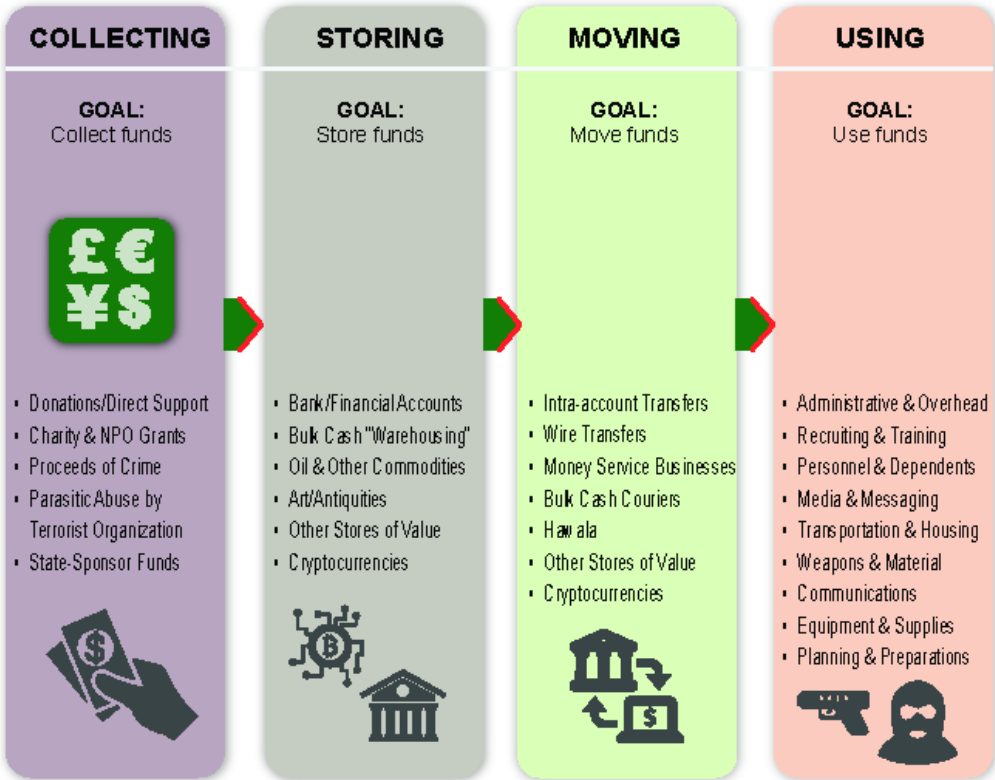 COLLECTING
GOAL:
Collect funds
£ €
¥ $
▪ Donations/Direct Support
▪ Charity & NPO Grants
▪ Proceeds of Crime
▪ Parasitic Abuse by
Terrorist Organization
▪ State-Sponsor Funds
$
STORING
GOAL:
Store funds
▪ Bank/Financial Accounts
▪ Bulk Cash "Warehousing"
▪ Oil & Other Commodities
▪ Art/Antiquities
▪ Other Stores of Value
▪ Cryptocurrencies
₿
MOVING
GOAL:
Move funds
▪ Intra-account Transfers
▪ Wire Transfers
▪ Money Service Businesses
▪ Bulk Cash Couriers
▪ Hawala
▪ Other Stores of Value
▪ Cryptocurrencies
$
USING
GOAL:
Use funds
▪ Administrative & Overhead
▪ Recruiting & Training
▪ Personnel & Dependents
▪ Media & Messaging
▪ Transportation & Housing
▪ Weapons & Material
▪ Communications
▪ Equipment & Supplies
▪ Planning & Preparations